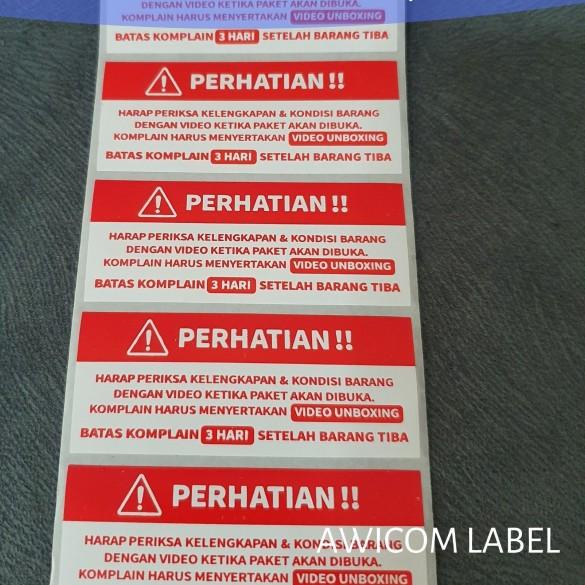 DENGAN VIDEO KETIKA PAKET AKAN DIBUKA.
KOMPLAIN HARUS MENYERTAKAN VIDEO UNBOXING
BATAS KOMPLAIN 3 HARI SETELAH BARANG TIBA
PERHATIAN !!
HARAP PERIKSA KELENGKAPAN & KONDISI BARANG
DENGAN VIDEO KETIKA PAKET AKAN DIBUKA.
KOMPLAIN HARUS MENYERTAKAN VIDEO UNBOXING
BATAS KOMPLAIN 3 HARI SETELAH BARANG TIBA
PERHATIAN !!
HARAP PERIKSA KELENGKAPAN & KONDISI BARANG
DENGAN VIDEO KETIKA PAKET AKAN DIBUKA.
KOMPLAIN HARUS MENYERTAKAN VIDEO UNBOXING
BATAS KOMPLAIN 3 HARI SETELAH BARANG TIBA
PERHATIAN !!
HARAP PERIKSA KELENGKAPAN & KONDISI BARANG
DENGAN VIDEO KETIKA PAKET AKAN DIBUKA.
KOMPLAIN HARUS MENYERTAKAN VIDEO UNBOXING
BATAS KOMPLAIN 3 HARI SETELAH BARANG TIBA
PERHATIAN !!
HARAP PERIKSA KELENGKAPAN & KONDISI BARANG
AWICOM LABEL
DENGAN VIDEO KETIKA PAKET AKAN DIBUKA.
KOMPLAIN HARUS MENYERTAKAN VIDEO UNBOXING